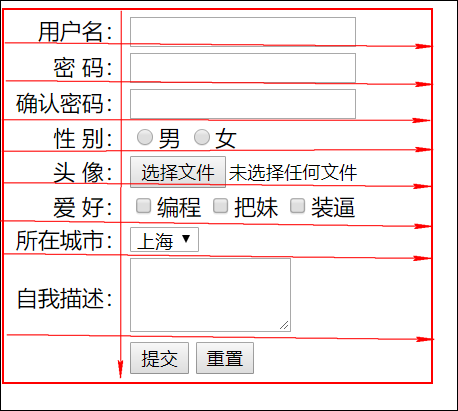 用户名：
密 码：
确认密码：
性 别： 男 女
头 像： 选择文件 未选择任何文件
爱 好： 编程 把妹 装逼
所在城市： 上海
自我描述：
提交 重置